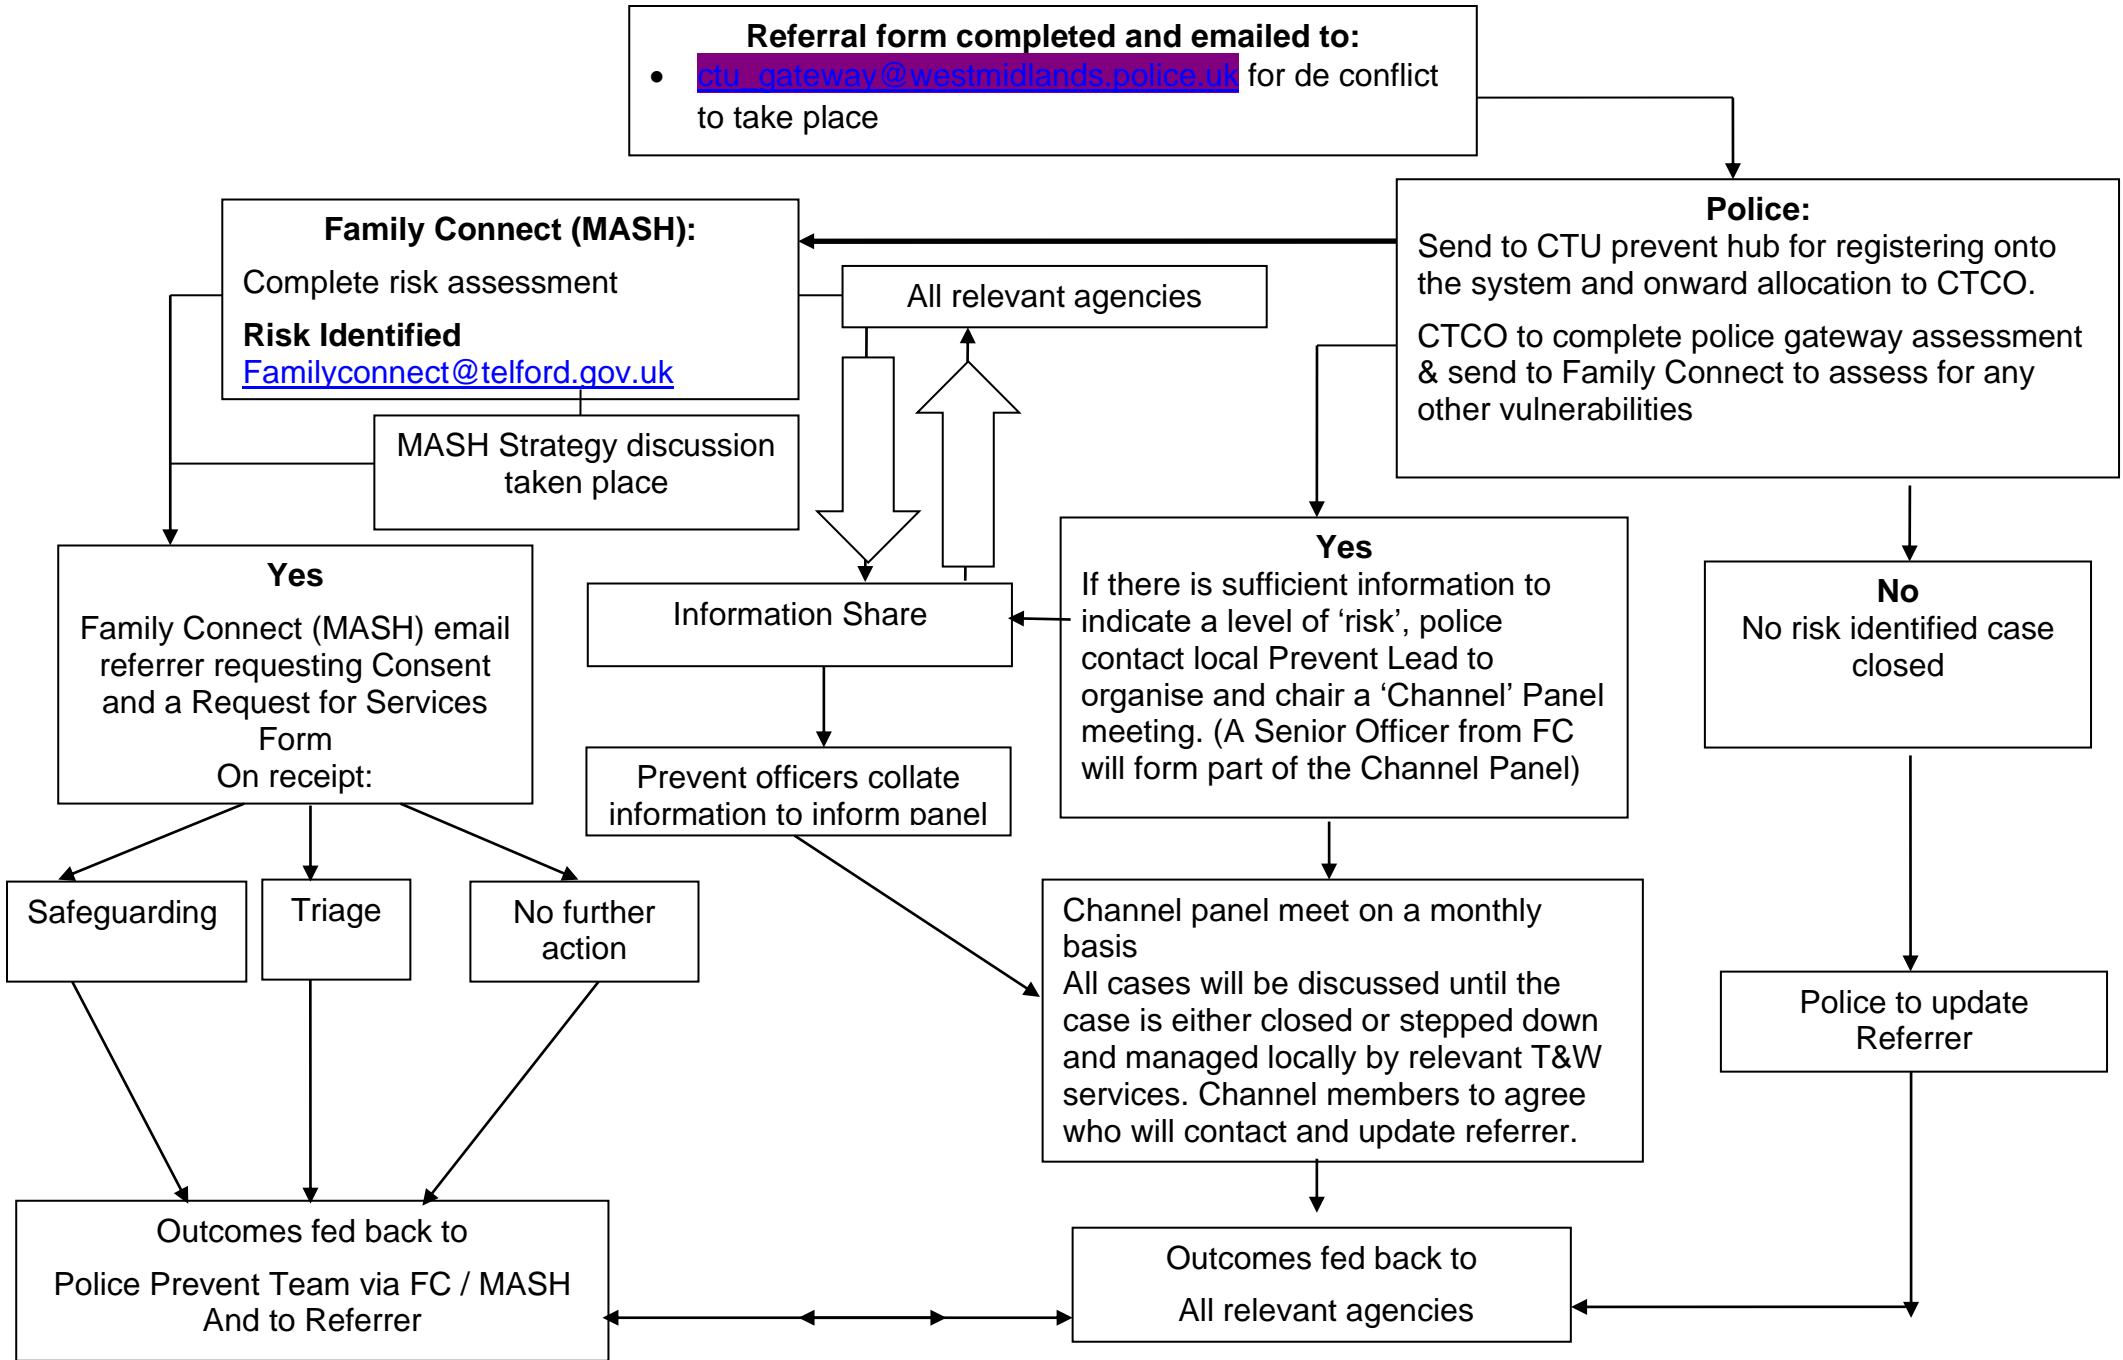 Referral form completed and emailed to:
• ctu_gateway@westmidlands.police.uk for de conflict
to take place
Family Connect (MASH):
Complete risk assessment
Risk Identified
Familyconnect@telford.gov.uk
All relevant agencies
Police:
Send to CTU prevent hub for registering onto
the system and onward allocation to CTCO.
CTCO to complete police gateway assessment
& send to Family Connect to assess for any
other vulnerabilities
MASH Strategy discussion
taken place
Yes
Family Connect (MASH) email
referrer requesting Consent
and a Request for Services
Form
On receipt:
Information Share
Yes
If there is sufficient information to
indicate a level of ‘risk’, police
contact local Prevent Lead to
organise and chair a ‘Channel’ Panel
meeting. (A Senior Officer from FC
will form part of the Channel Panel)
No
No risk identified case
closed
Prevent officers collate
information to inform panel
Safeguarding
Triage
No further
action
Channel panel meet on a monthly
basis
All cases will be discussed until the
case is either closed or stepped down
and managed locally by relevant T&W
services. Channel members to agree
who will contact and update referrer.
Police to update
Referrer
Outcomes fed back to
Police Prevent Team via FC / MASH
And to Referrer
Outcomes fed back to
All relevant agencies